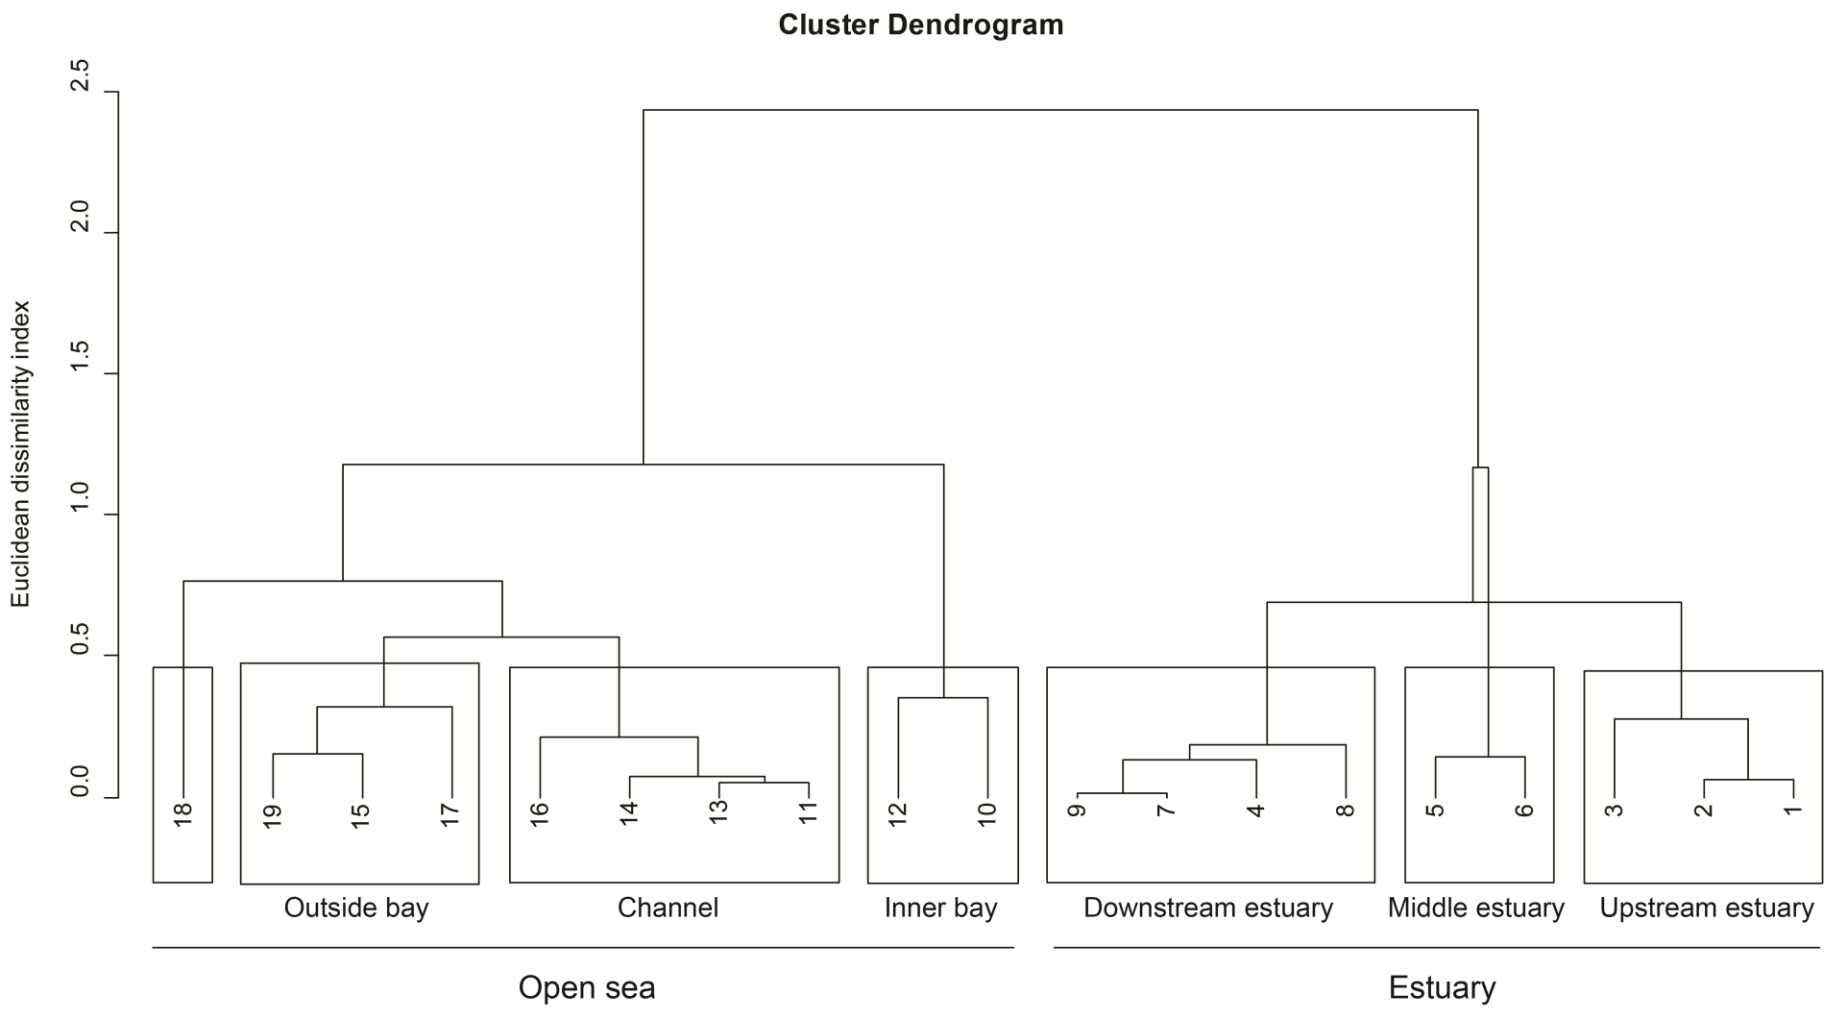 Cluster Dendrogram
Euclidean dissimilarity index
2.5
2.0
1.5
1.0
0.5
0.0
18 19 15 17 16 14 13 11 12 10 9 7 4 8 5 6 3 2 1
Outside bay Channel Inner bay Downstream estuary Middle estuary Upstream estuary
Open sea Estuary